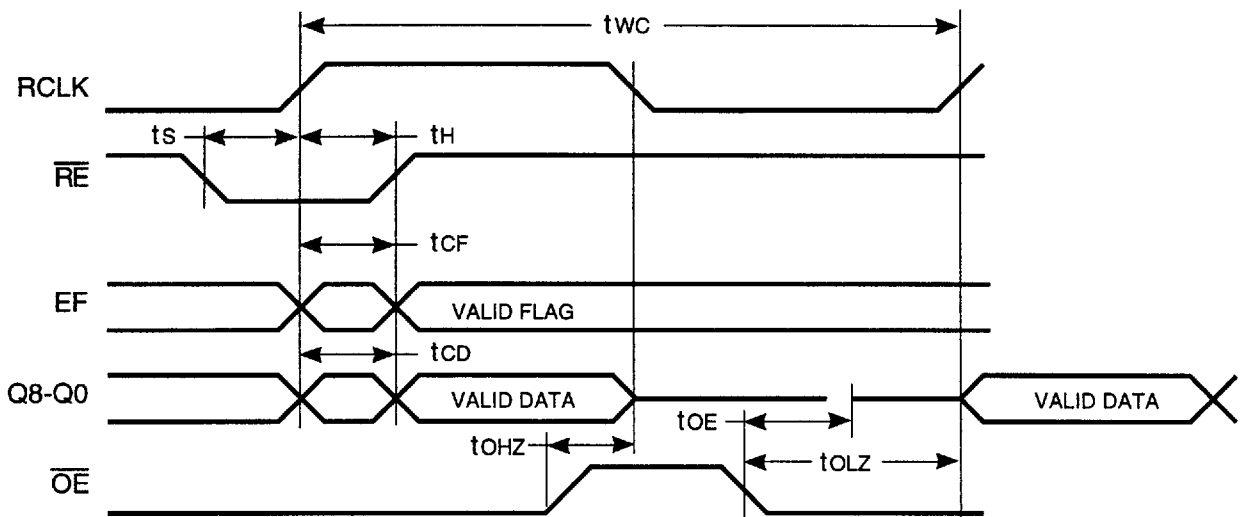 tWC
RCLK
tS
tH
RE
tCF
EF
VALID FLAG
tCD
Q8-Q0
VALID DATA
VALID DATA
tOE
tOHZ
tOLZ
OE